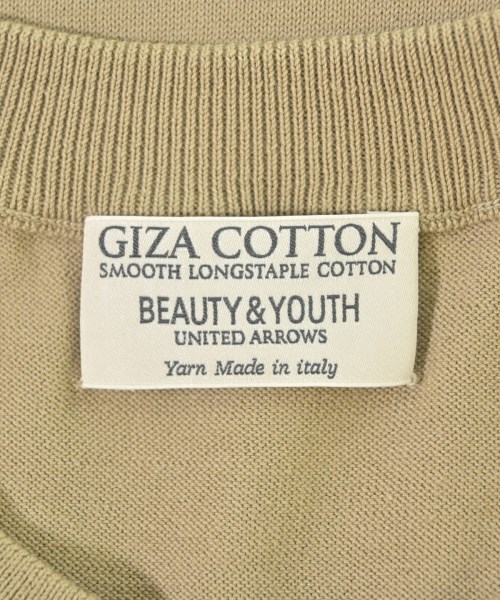 GIZA COTTON
SMOOTH LONGSTAPLE COTTON
BEAUTY & YOUTH
UNITED ARROWS
Yarn Made in italy